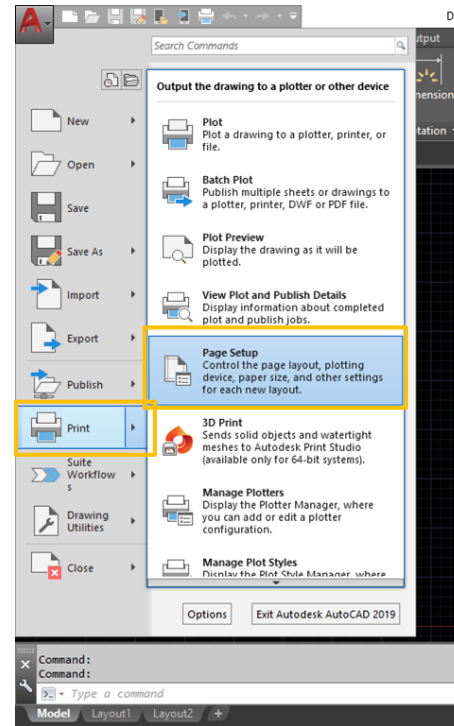 A
D
Search Commands
utput
Output the drawing to a plotter or other device
mension
tation
New
Open
Save
Save As
Import
Export
Publish
Print
Suite
Workflow
s
Drawing
Utilities
Close
Plot
Plot a drawing to a plotter, printer, or
file.
Batch Plot
Publish multiple sheets or drawings to
a plotter, printer, DWF or PDF file.
Plot Preview
Display the drawing as it will be
plotted.
View Plot and Publish Details
Display information about completed
plot and publish jobs.
Page Setup
Control the page layout, plotting
device, paper size, and other settings
for each new layout.
3D Print
Sends solid objects and watertight
meshes to Autodesk Print Studio
(available only for 64-bit systems).
Manage Plotters
Display the Plotter Manager, where
you can add or edit a plotter
configuration.
Manage Plot Styles
Display the Plot Style Manager, where
Options
Exit Autodesk AutoCAD 2019
Command:
Command:
Type a command
Model
Layout1
Layout2
+